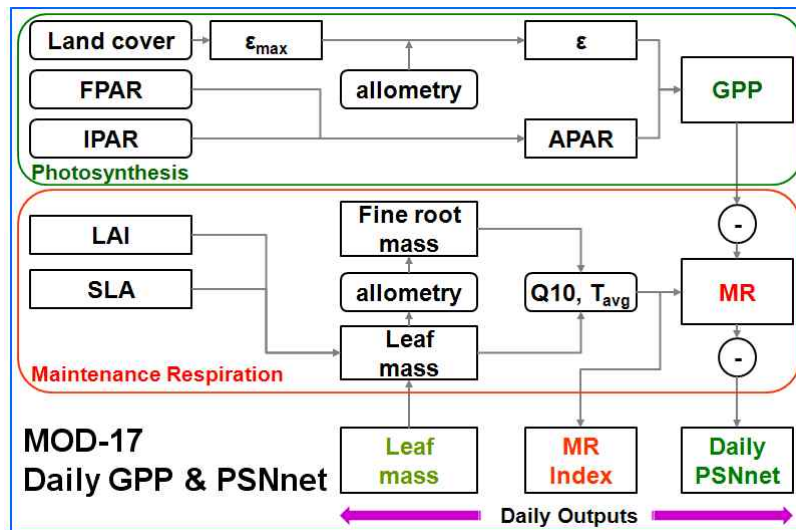 Land cover
εmax
ε
FPAR
allometry
GPP
IPAR
APAR
Photosynthesis
LAI
Fine root
mass
-
SLA
allometry
Q10, Tavg
MR
Leaf
mass
-
Maintenance Respiration
MOD-17
Daily GPP & PSNnet
Leaf
mass
MR
Index
Daily
PSNnet
Daily Outputs